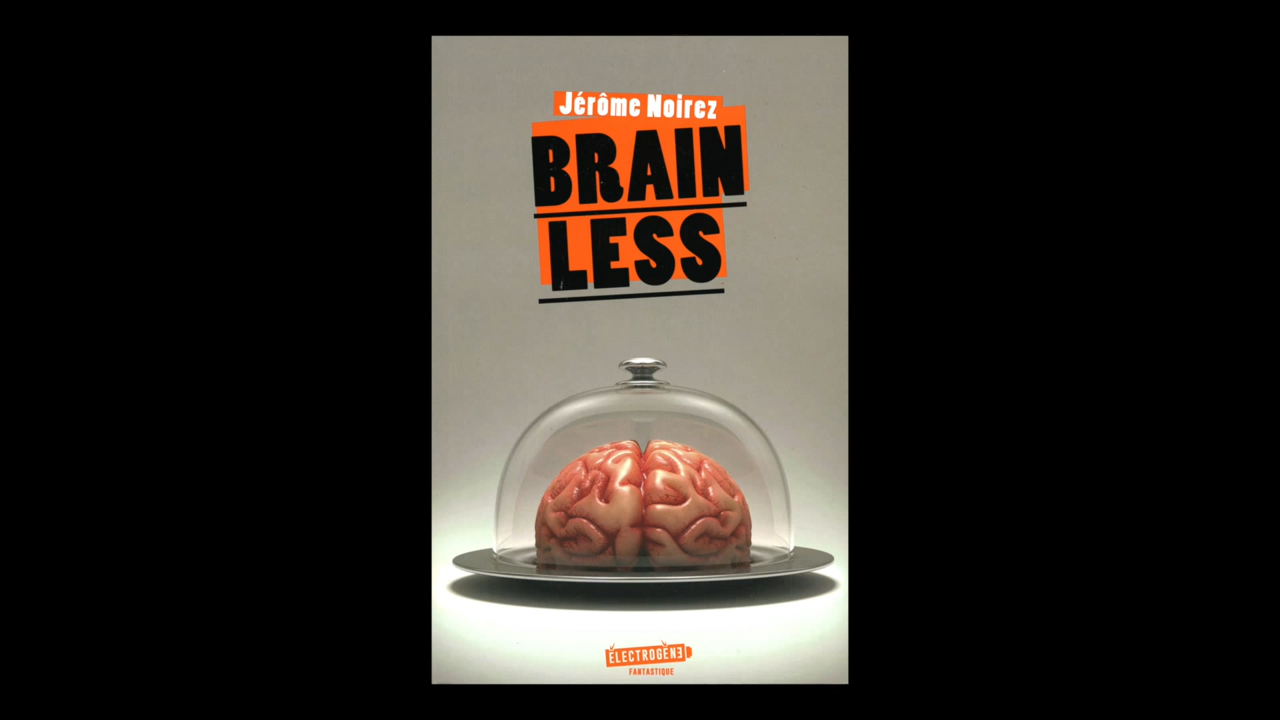 Jérôme Noirez
BRAIN
LESS
ÉLECTROGÈNE
FANTASTIQUE